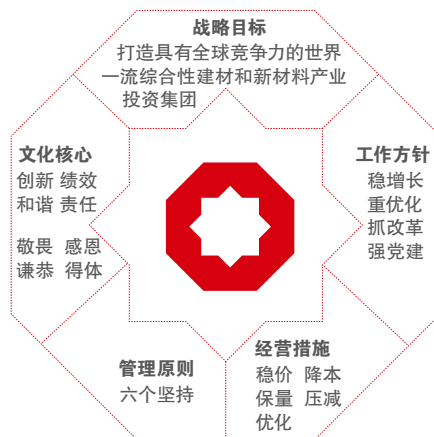 战略目标
打造具有全球竞争力的世界
一流综合性建材和新材料产业
投资集团
文化核心
创新 绩效
和谐 责任
敬畏 感恩
谦恭 得体
工作方针
稳增长
重优化
抓改革
强党建
管理原则
六个坚持
经营措施
稳价 降本
保量 压减
优化